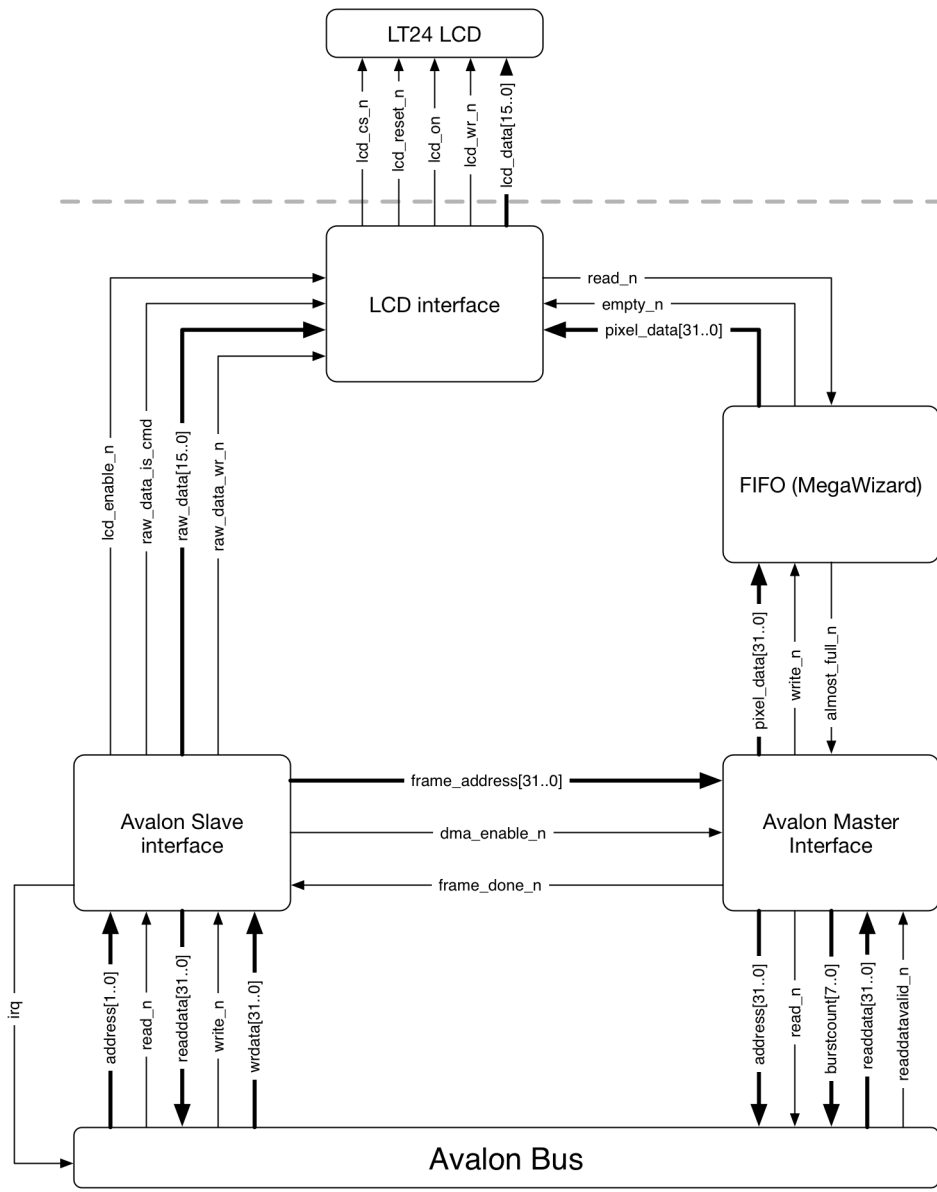 LT24 LCD
lcd_cs_n
lcd_reset_n
lcd_on
lcd_wr_n
lcd_data[15..0]
LCD interface
read_n
empty_n
pixel_data[31..0]
lcd_enable_n
raw_data_is_cmd
raw_data[15..0]
raw_data_wr_n
FIFO (MegaWizard)
pixel_data[31..0]
write_n
almost_full_n
Avalon Slave
interface
frame_address[31..0]
dma_enable_n
frame_done_n
Avalon Master
Interface
irq
address[1..0]
read_n
readdata[31..0]
write_n
wrdata[31..0]
address[31..0]
read_n
burstcount[7..0]
readdata[31..0]
readdatavalid_n
Avalon Bus